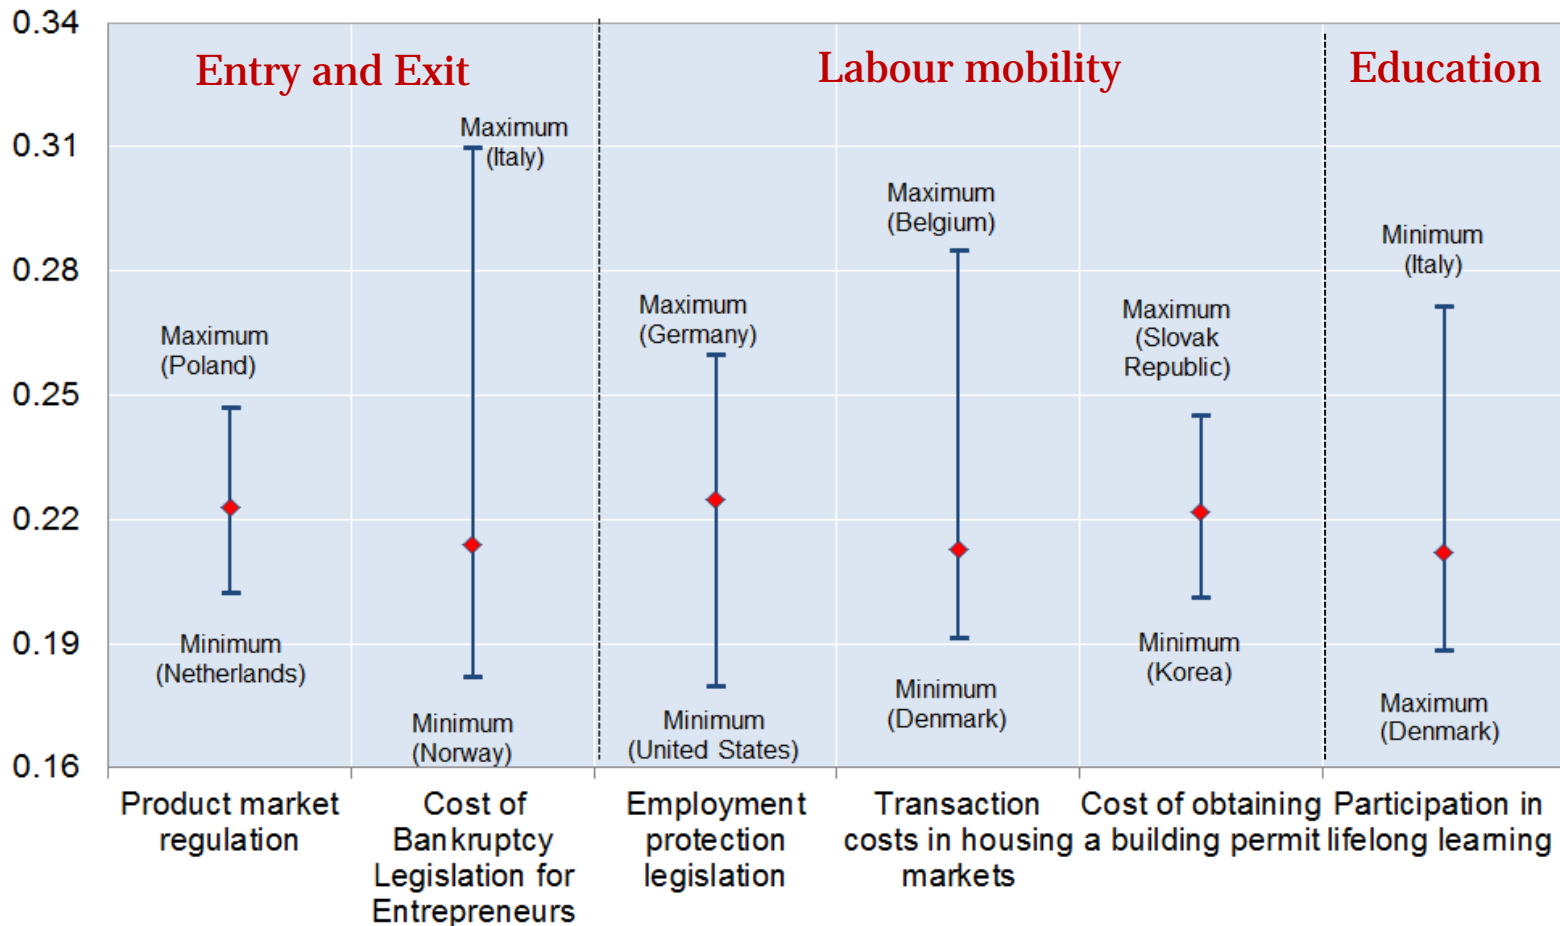 0.34
0.31
0.28
0.25
0.22
0.19
0.16
Entry and Exit
Labour mobility
Education
Maximum
(Poland)
Minimum
(Netherlands)
Maximum
(Italy)
Minimum
(Norway)
Maximum
(Germany)
Minimum
(United States)
Maximum
(Belgium)
Minimum
(Denmark)
Maximum
(Slovak
Republic)
Minimum
(Korea)
Minimum
(Italy)
Maximum
(Denmark)
Product market
regulation
Cost of
Bankruptcy
Legislation for
Entrepreneurs
Employment
protection
legislation
Transaction
costs in housing
markets
Cost of obtaining
a building permit
Participation in
lifelong learning